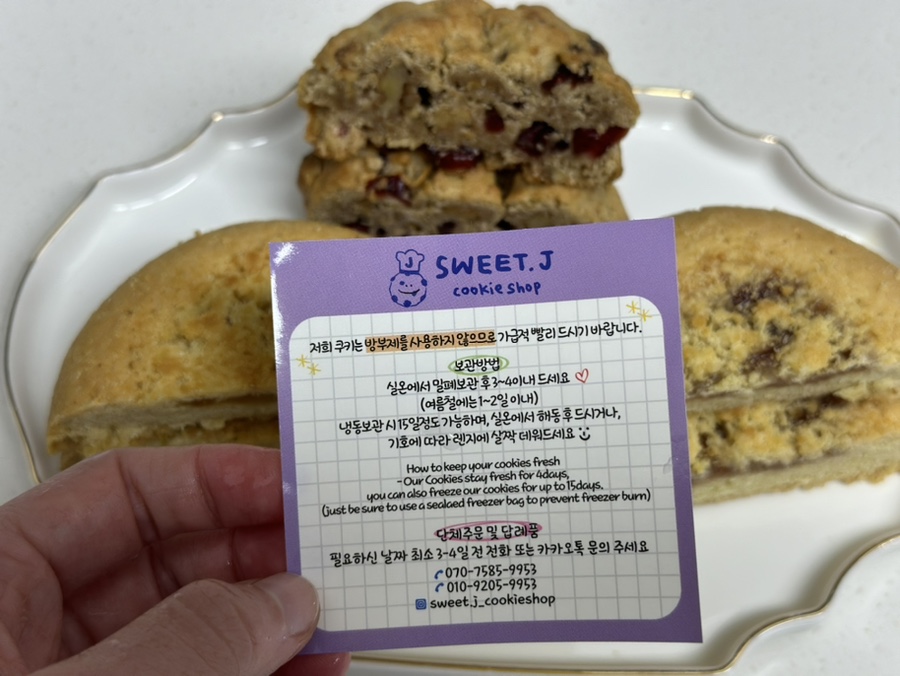 J
SWEET.J
cookie shop
저희 쿠키는 방부제를 사용하지 않으므로 가급적 빨리 드시기 바랍니다.
보관방법
실온에서 밀폐보관 후 3~4이내 드세요
(여름철에는 1~2일 이내)
냉동보관 시 15일정도 가능하며, 실온에서 해동 후 드시거나,
기호에 따라 렌지에 살짝 데워드세요
How to keep your cookies fresh
- Our Cookies stay fresh for 4days,
you can also freeze our cookies for up to 15days.
(just be sure to use a sealaed freezer bag to prevent freezer burn)
단체주문 및 답례품
필요하신 날짜 최소 3-4일 전 전화 또는 카카오톡 문의 주세요
070-7585-9953
010-9205-9953
sweet.j_cookieshop